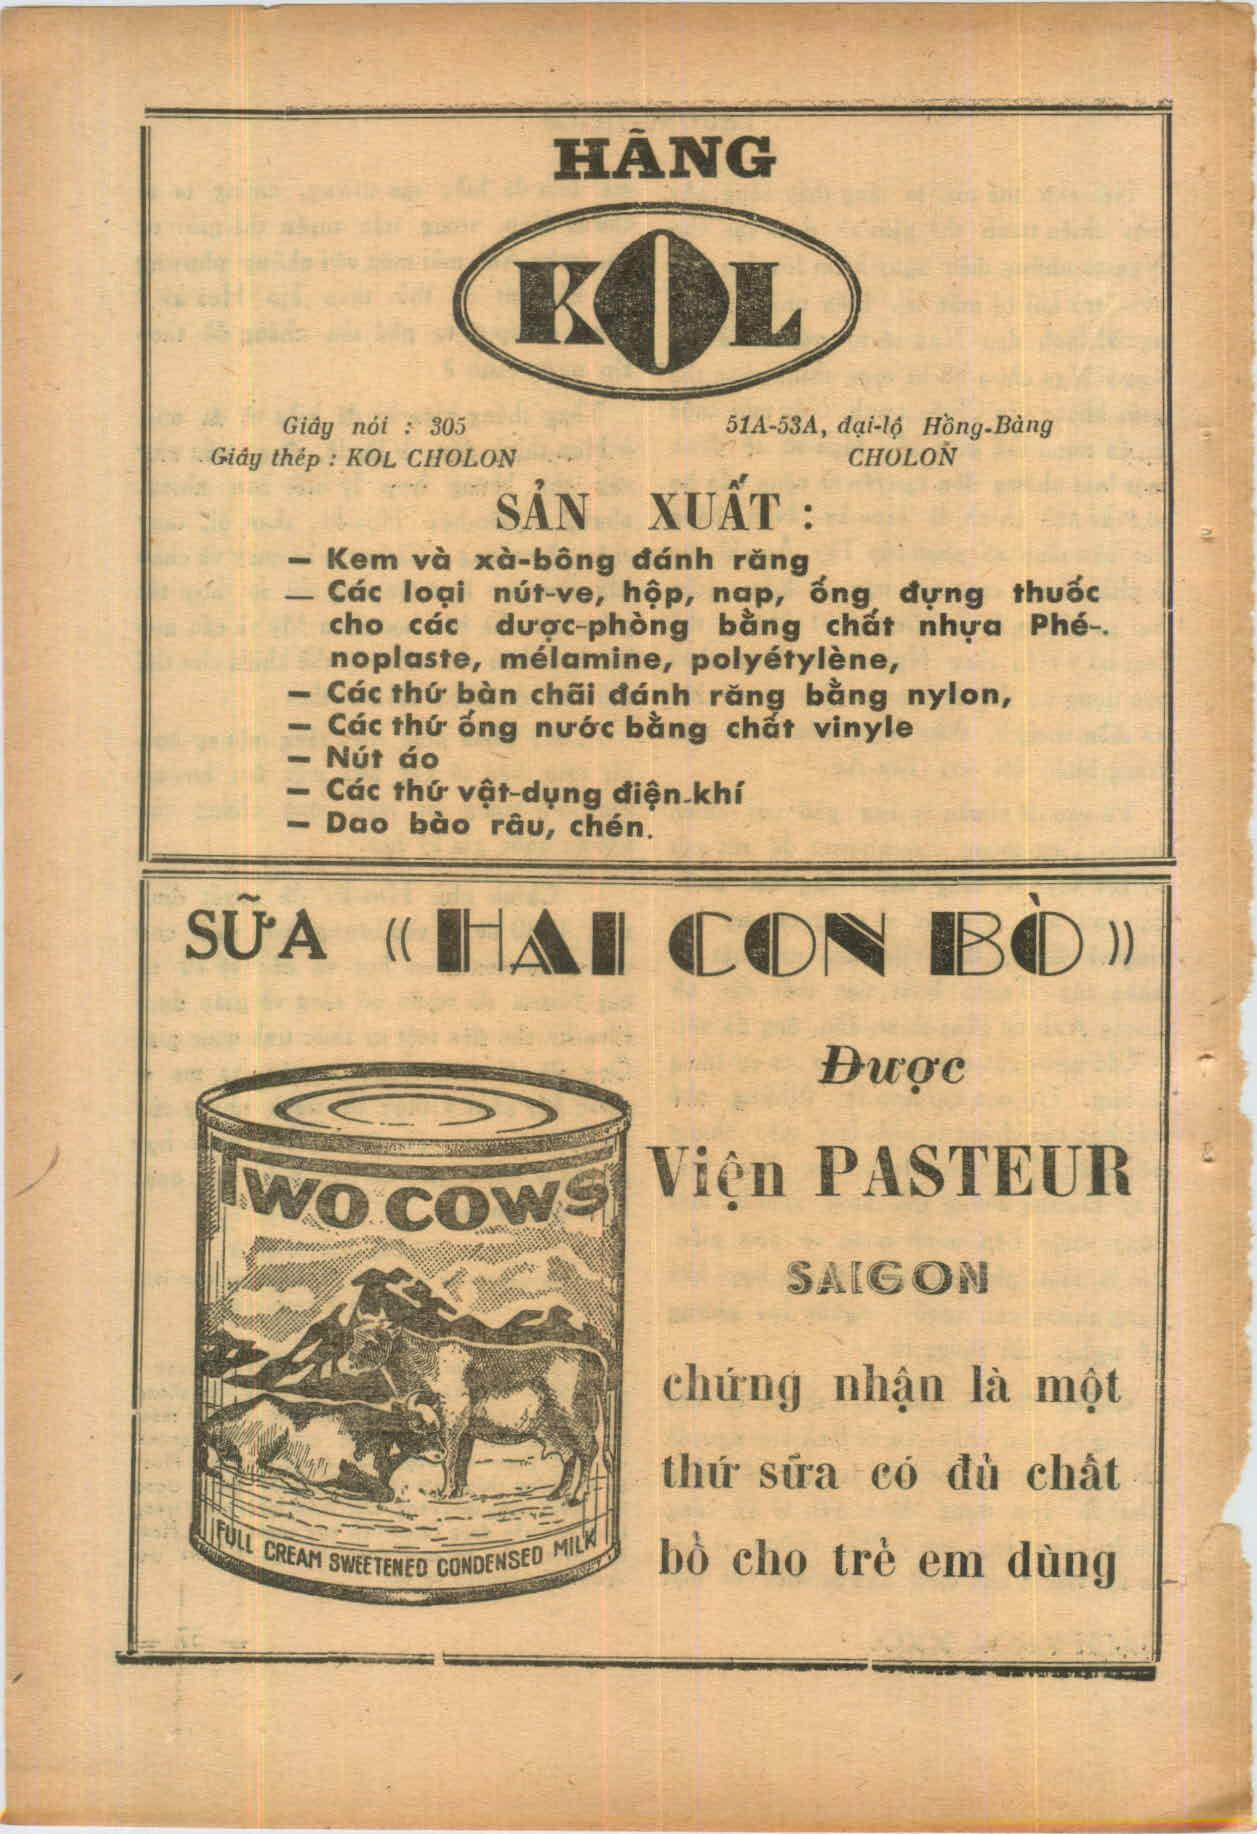 HÃNG
KOL
Giây nói : 305
Giây thép : KOL CHOLON
51A-53A, đại-lộ Hồng-Bàng
CHOLON
SẢN XUẤT :
— Kem và xà-bông đánh răng
— Các loại nút-ve, hộp, nap, ống đựng thuốc
cho các dược-phòng bằng chất nhựa Phé-
noplaste, mélamine, polyétylène,
— Các thứ bàn chãi đánh răng bằng nylon,
— Các thứ ống nước bằng chất vinyle
— Nút áo
— Các thứ vật-dụng điện-khí
— Dao bào râu, chén.
SỮA « HAI CON BÒ »
Được
Viện PASTEUR
SAIGON
chứng nhận là một
thứ sữa có đủ chất
bổ cho trẻ em dùng
TWO COWS
FULL CREAM SWEETENED CONDENSED MILK